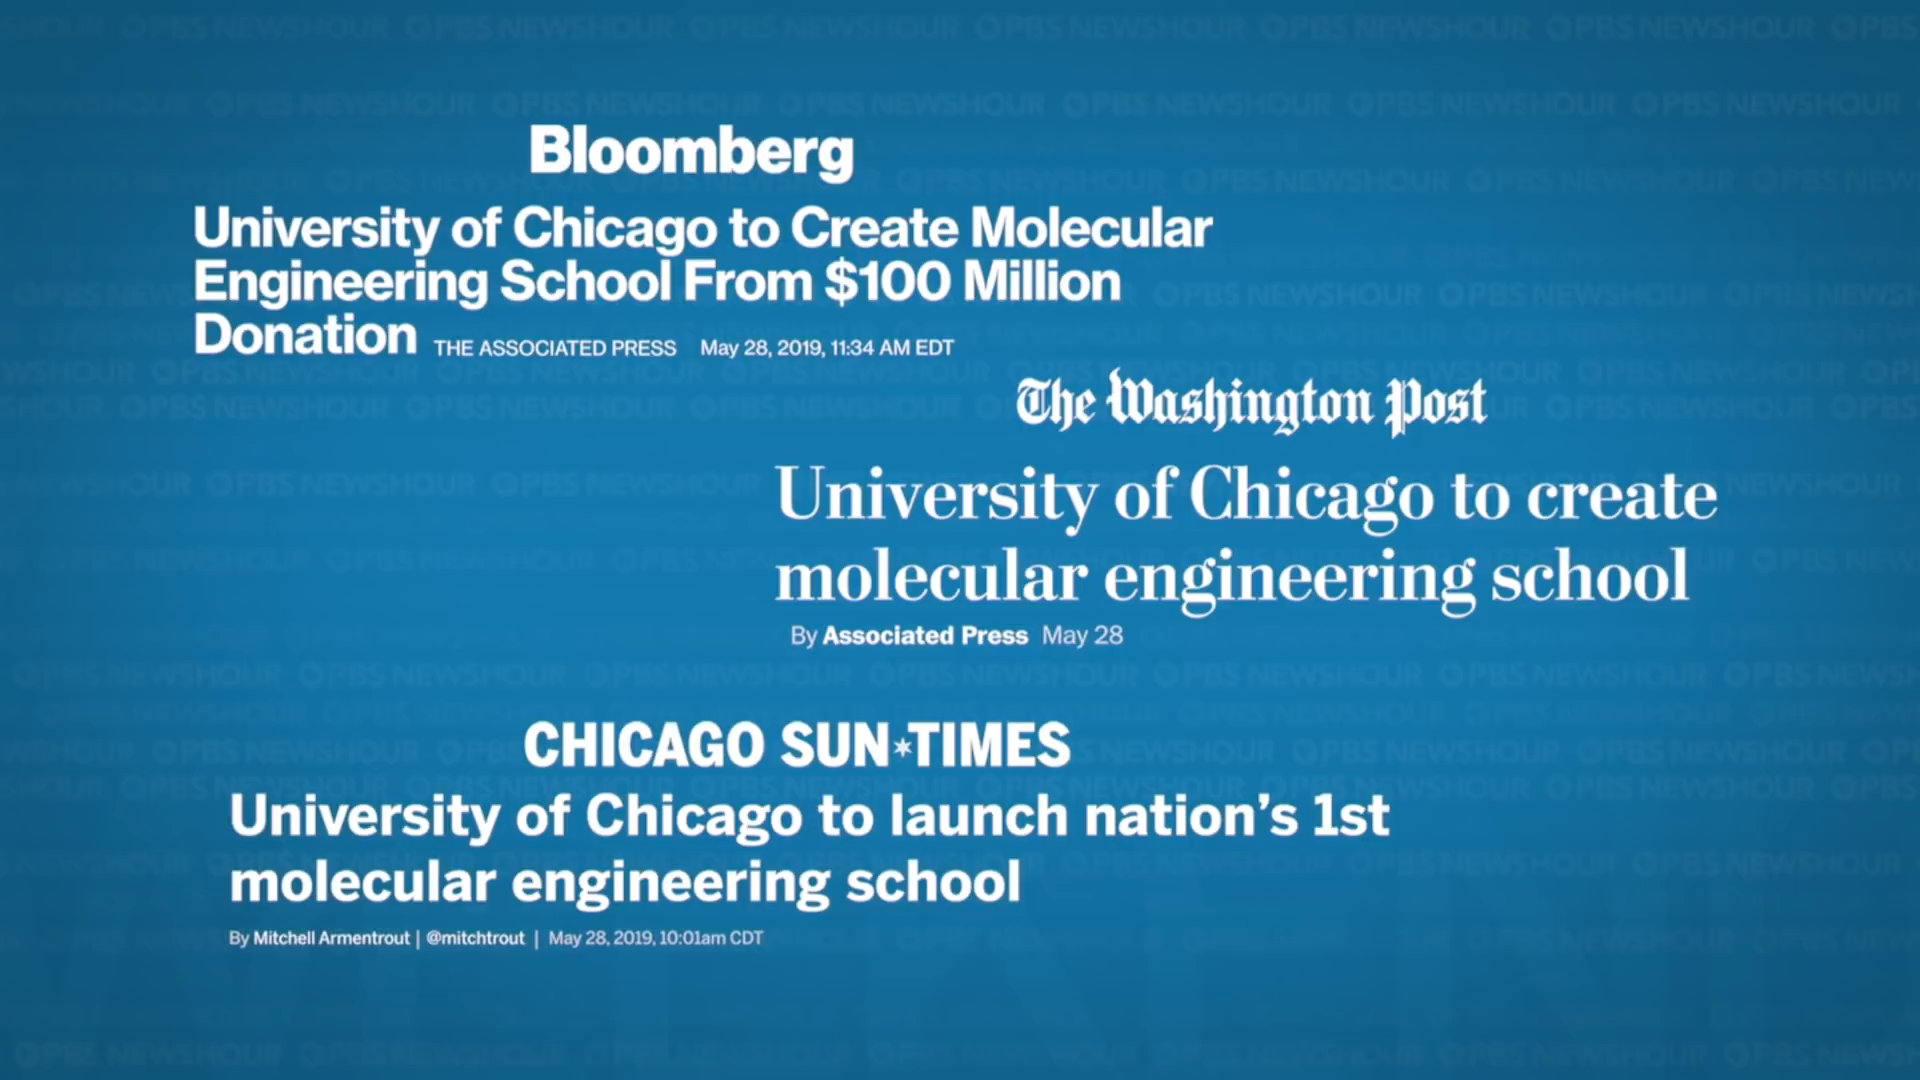 Bloomberg
University of Chicago to Create Molecular
Engineering School From $100 Million
Donation THE ASSOCIATED PRESS May 28, 2019, 11:34 AM EDT
The Washington Post
University of Chicago to create
molecular engineering school
By Associated Press May 28
CHICAGO SUN*TIMES
University of Chicago to launch nation’s 1st
molecular engineering school
By Mitchell Armentrout | @mitchtrout | May 28, 2019, 10:01am CDT
PBS NEWSHOUR